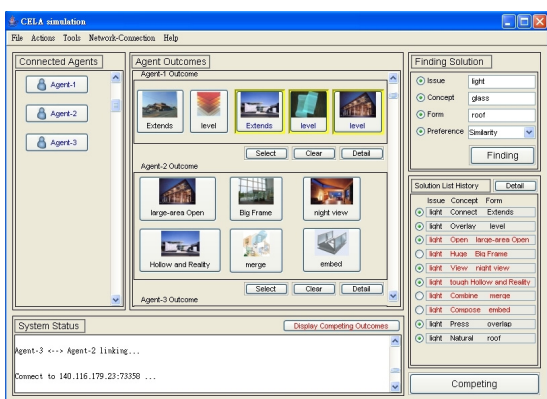 CELA simulation
File Actions Tools Network-Connection Help
Connected Agents
Agent-1
Agent-2
Agent-3
Agent Outcomes
Agent-1 Outcome
Extends level Extends level level
Select Clear Detail
Agent-2 Outcome
large-area Open Big Frame night view
Hollow and Reality merge embed
Select Clear Detail
Agent-3 Outcome
Finding Solution
Issue light
Concept glass
Form roof
Preference Similarity
Finding
Solution List History Detail
Issue Concept Form
light Connect Extends
light Overlay level
light Open large-area Open
light Huge Big Frame
light View night view
light tough Hollow and Reality
light Combine merge
light Compose embed
light Press overlap
light Natural roof
Competing
System Status
Display Competing Outcomes
Agent-3 <--> Agent-2 linking...
Connect to 140.116.179.23:73358 ...